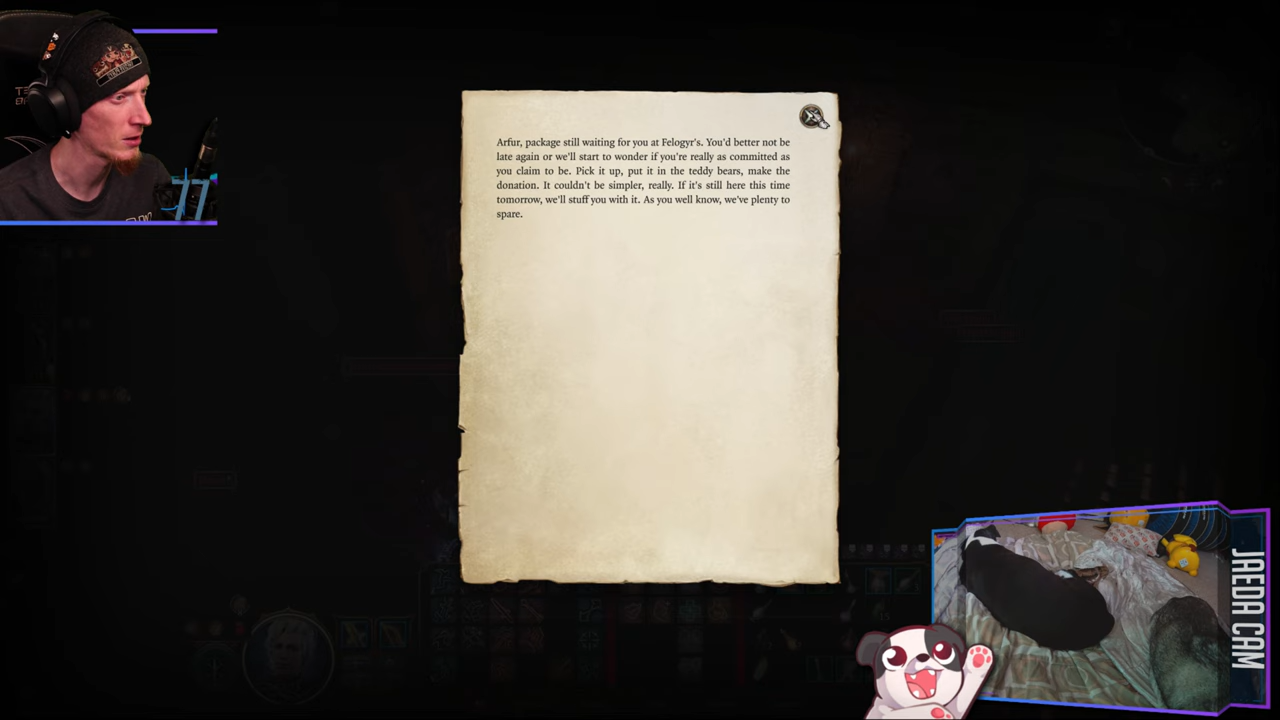 Arfur, package still waiting for you at Felogyr's. You'd better not be
late again or we'll start to wonder if you're really as committed as
you claim to be. Pick it up, put it in the teddy bears, make the
donation. It couldn't be simpler, really. If it's still here this time
tomorrow, we'll stuff you with it. As you well know, we've plenty to
spare.
JAEDA CAM